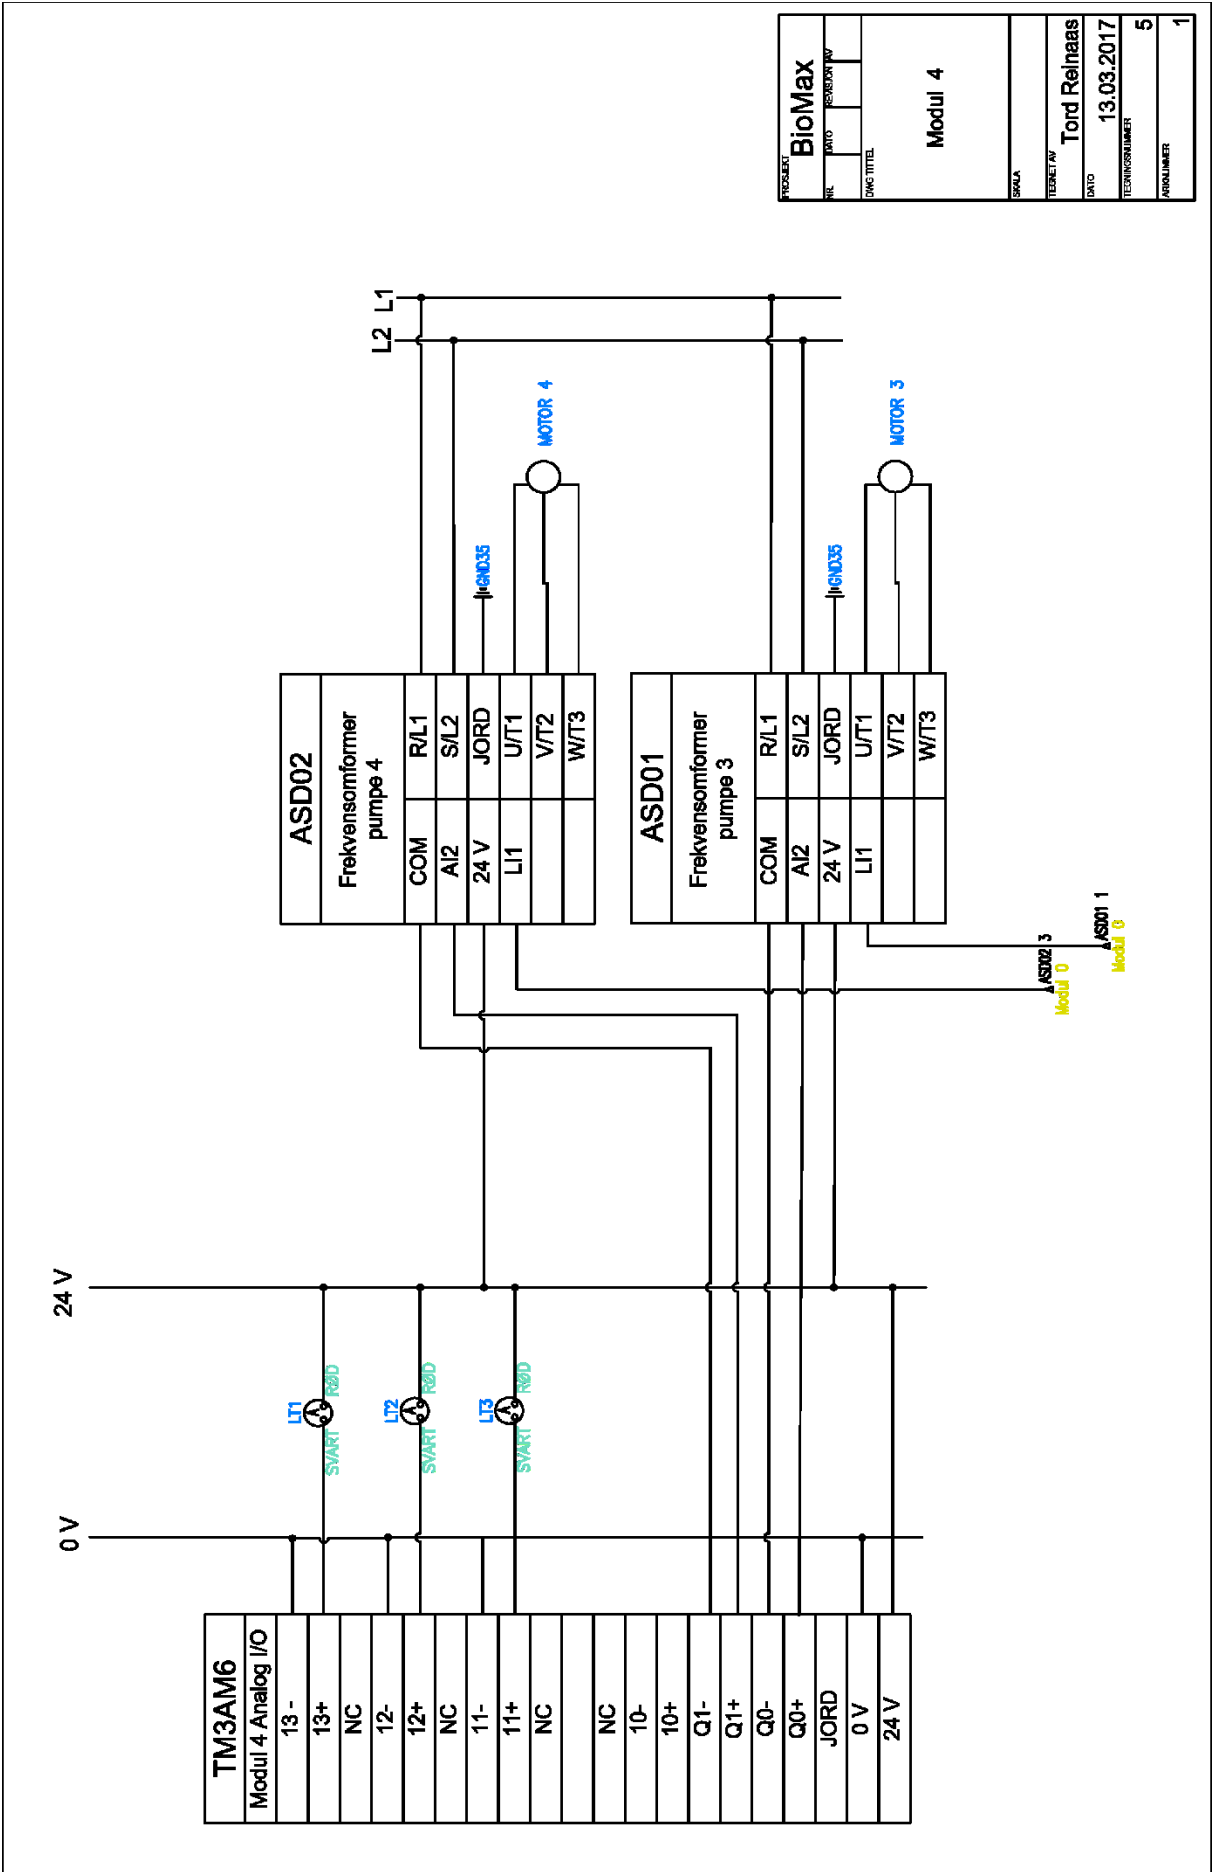 TM3AM6
Modul 4 Analog I/O
13 -
13+
NC
12-
12+
NC
11-
11+
NC
NC
10-
10+
Q1-
Q1+
Q0-
Q0+
JORD
0 V
24 V
0 V
24 V
LT1
SVART
RØD
LT2
SVART
RØD
LT3
SVART
RØD
ASD02
Frekvensomformer
pumpe 4
COM R/L1
AI2 S/L2
24 V JORD
LI1 U/T1
V/T2
W/T3
GND35
MOTOR 4
L2
L1
ASD01
Frekvensomformer
pumpe 3
COM R/L1
AI2 S/L2
24 V JORD
LI1 U/T1
V/T2
W/T3
GND35
MOTOR 3
ASD02 3
Modul 0
ASD01 1
Modul 0
PROSJEKT
BioMax
NR. DATO REVISJON AV
DWG TITTEL
Modul 4
SKALA
TEGNET AV
Tord Reinaas
DATO
13.03.2017
TEGNINGSNUMMER
5
ARKNUMMER
1